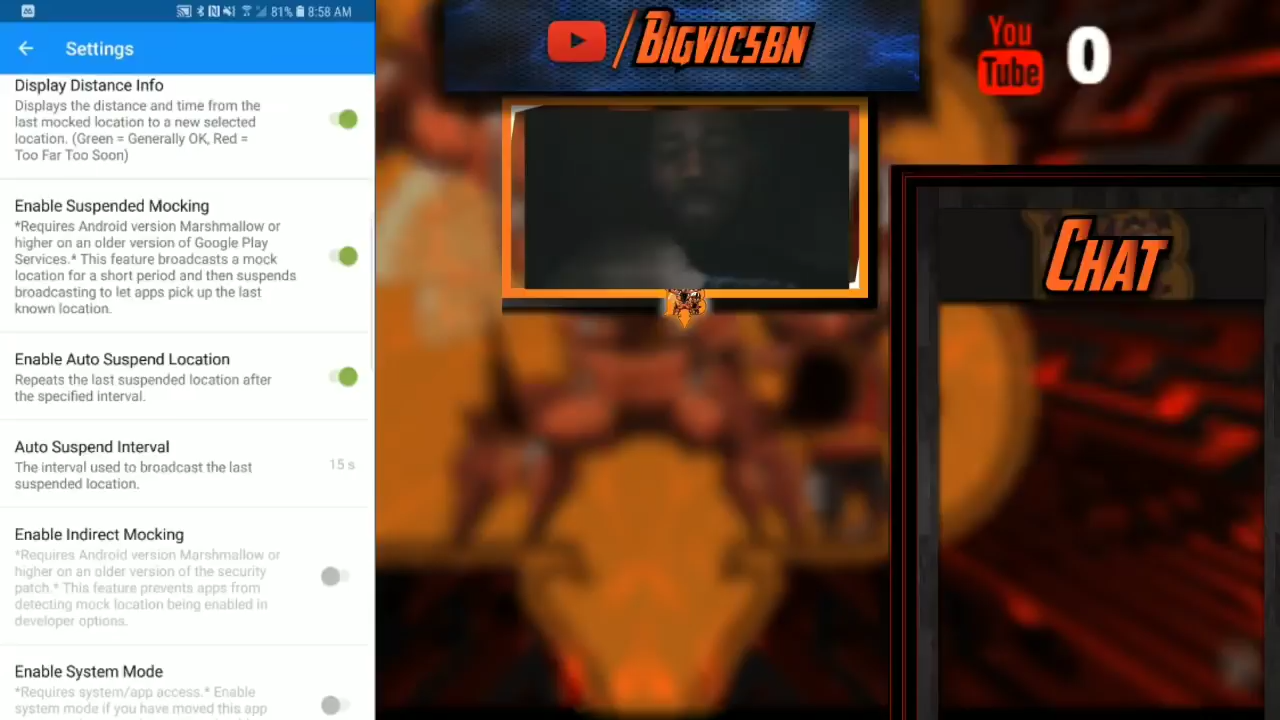 81% 8:58 AM
Settings
Display Distance Info
Displays the distance and time from the
last mocked location to a new selected
location. (Green = Generally OK, Red =
Too Far Too Soon)
Enable Suspended Mocking
*Requires Android version Marshmallow or
higher on an older version of Google Play
Services.* This feature broadcasts a mock
location for a short period and then suspends
broadcasting to let apps pick up the last
known location.
Enable Auto Suspend Location
Repeats the last suspended location after
the specified interval.
Auto Suspend Interval
The interval used to broadcast the last
suspended location.
15 s
Enable Indirect Mocking
*Requires Android version Marshmallow or
higher on an older version of the security
patch.* This feature prevents apps from
detecting mock location being enabled in
developer options.
Enable System Mode
*Requires system/app access.* Enable
system mode if you have moved this app
/BIGVICSBN
You
Tube
0
CHAT